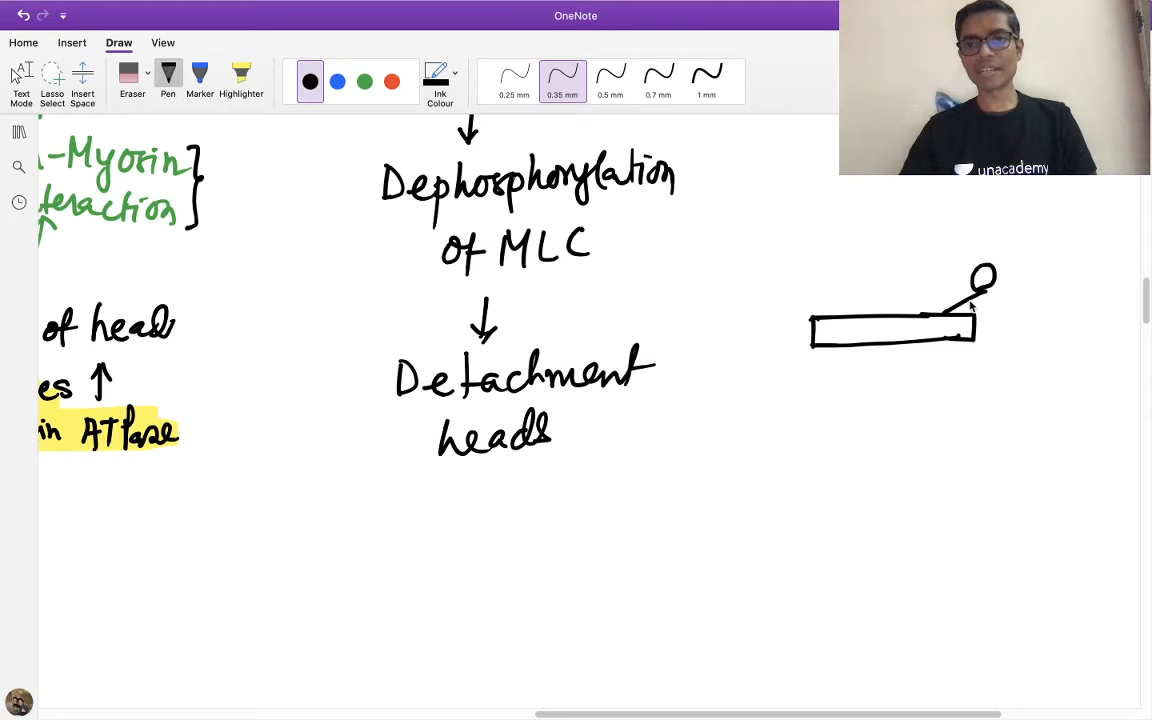 OneNote
Home Insert Draw View
Text Mode
Lasso Select
Insert Space
Eraser
Pen
Marker
Highlighter
Ink Colour
0.25 mm
0.35 mm
0.5 mm
0.7 mm
1 mm
unacademy
-Myosin
teraction
of head
es ↑
in ATPase
↓
Dephosphorylation
of MLC
↓
Detachment
heads